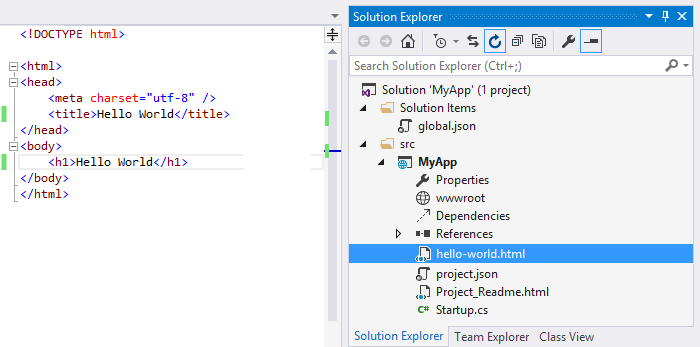 <!DOCTYPE html>
<html>
<head>
<meta charset="utf-8" />
<title>Hello World</title>
</head>
<body>
<h1>Hello World</h1>
</body>
</html>
Solution Explorer
Search Solution Explorer (Ctrl+;)
Solution 'MyApp' (1 project)
Solution Items
global.json
src
MyApp
Properties
wwwroot
Dependencies
References
hello-world.html
project.json
Project_Readme.html
C# Startup.cs
Solution Explorer Team Explorer Class View